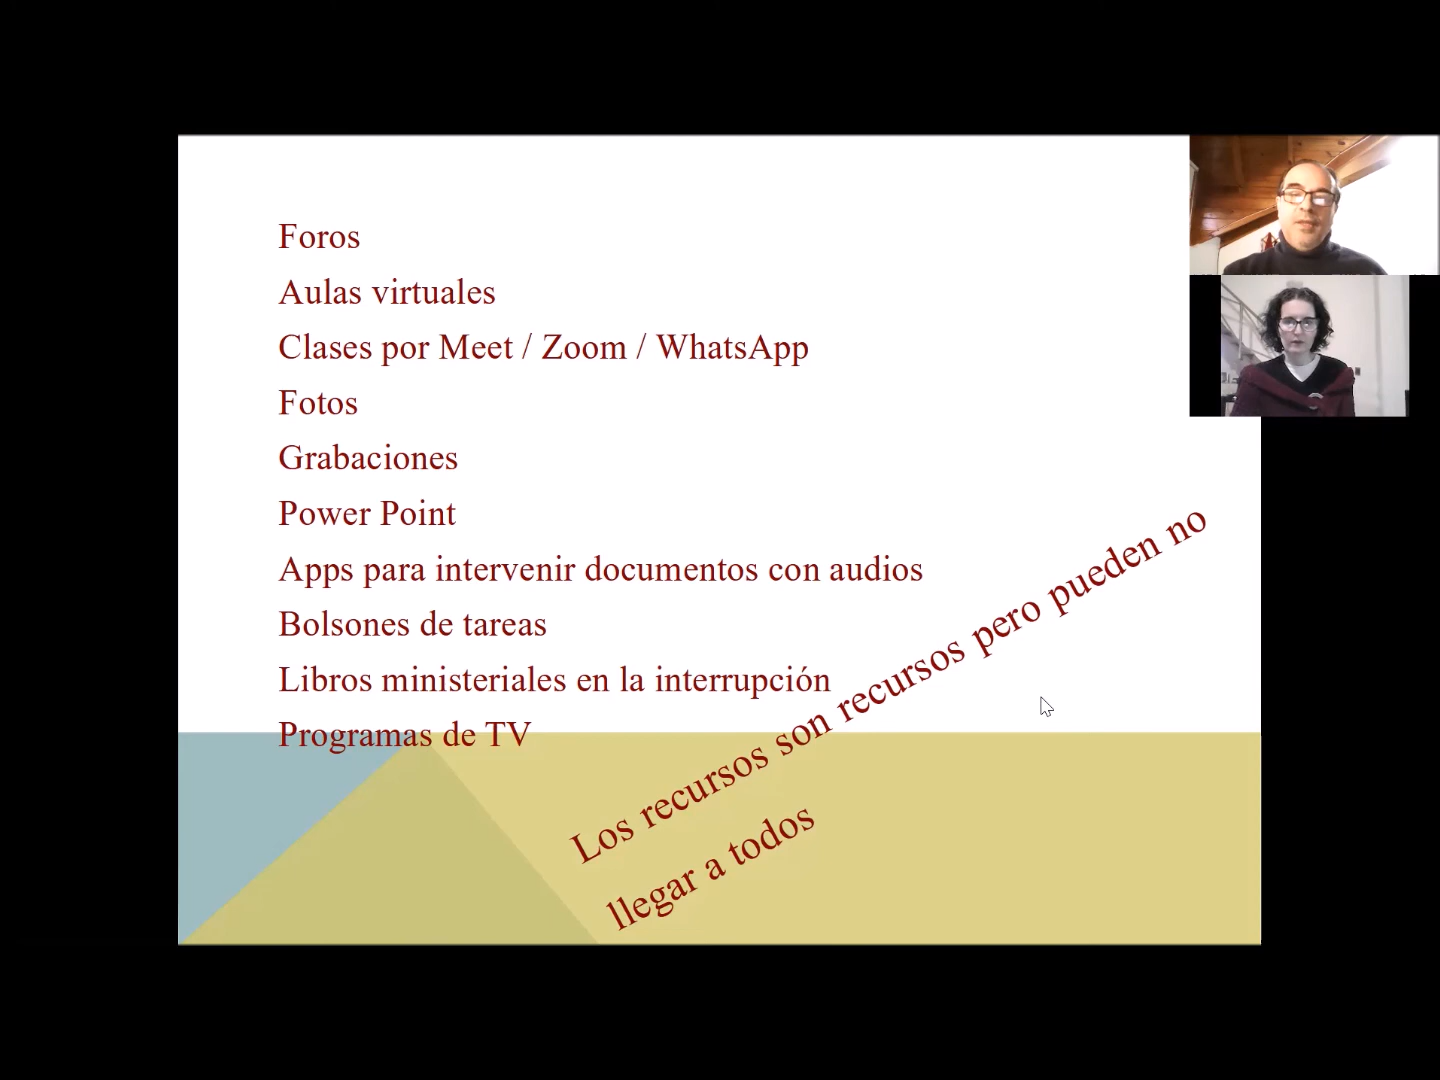 Foros
Aulas virtuales
Clases por Meet / Zoom / WhatsApp
Fotos
Grabaciones
Power Point
Apps para intervenir documentos con audios
Bolsones de tareas
Libros ministeriales en la interrupción
Programas de TV
Los recursos son recursos pero pueden no
llegar a todos